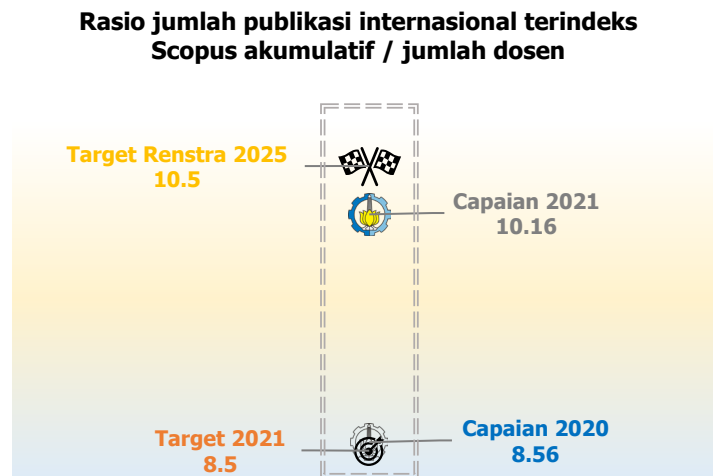 Rasio jumlah publikasi internasional terindeks
Scopus akumulatif / jumlah dosen
Target Renstra 2025
10.5
Capaian 2021
10.16
Capaian 2020
8.56
Target 2021
8.5